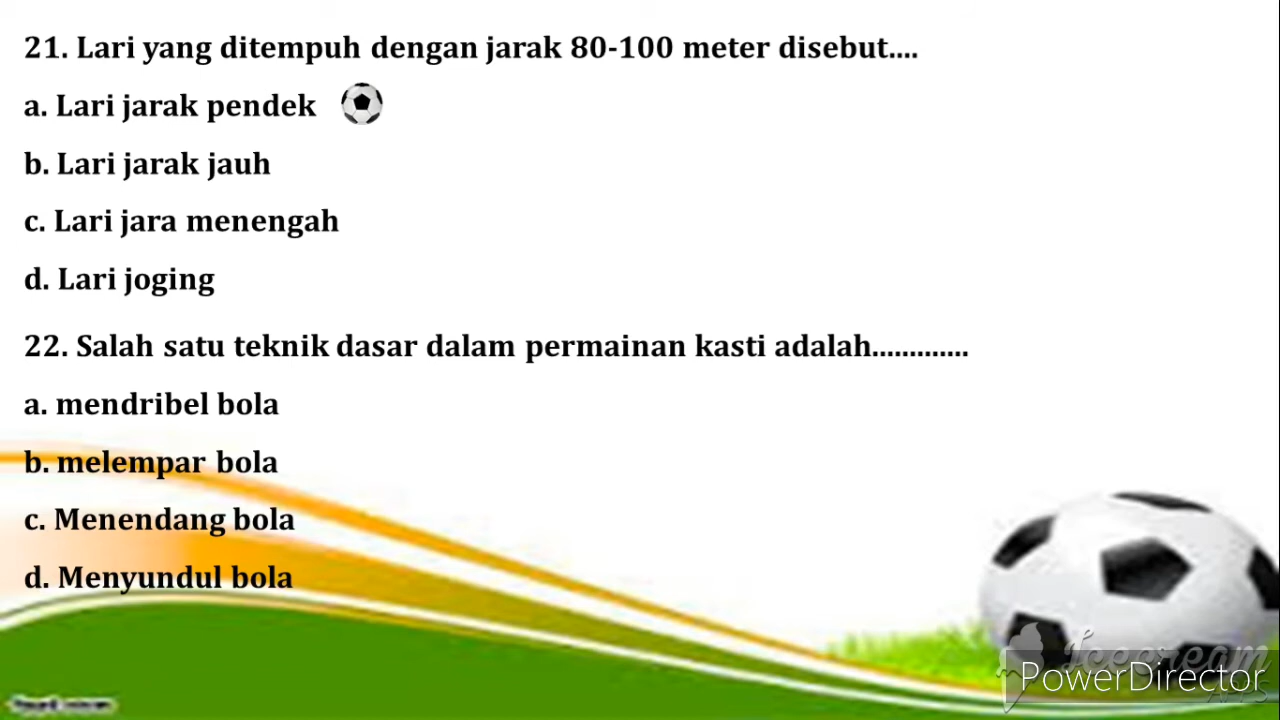 21. Lari yang ditempuh dengan jarak 80-100 meter disebut....
a. Lari jarak pendek
b. Lari jarak jauh
c. Lari jara menengah
d. Lari joging
22. Salah satu teknik dasar dalam permainan kasti adalah.............
a. mendribel bola
b. melempar bola
c. Menendang bola
d. Menyundul bola
Icecream
APPS
PowerDirector